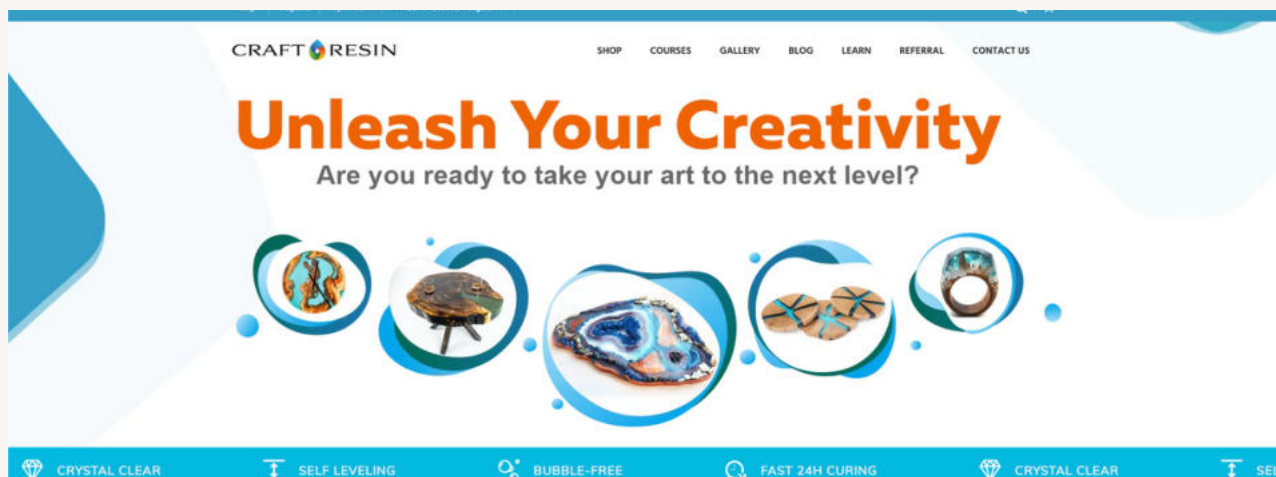 CRAFT RESIN
SHOP COURSES GALLERY BLOG LEARN REFERRAL CONTACT US
Unleash Your Creativity
Are you ready to take your art to the next level?
CRYSTAL CLEAR SELF LEVELING BUBBLE-FREE FAST 24H CURING CRYSTAL CLEAR SEL